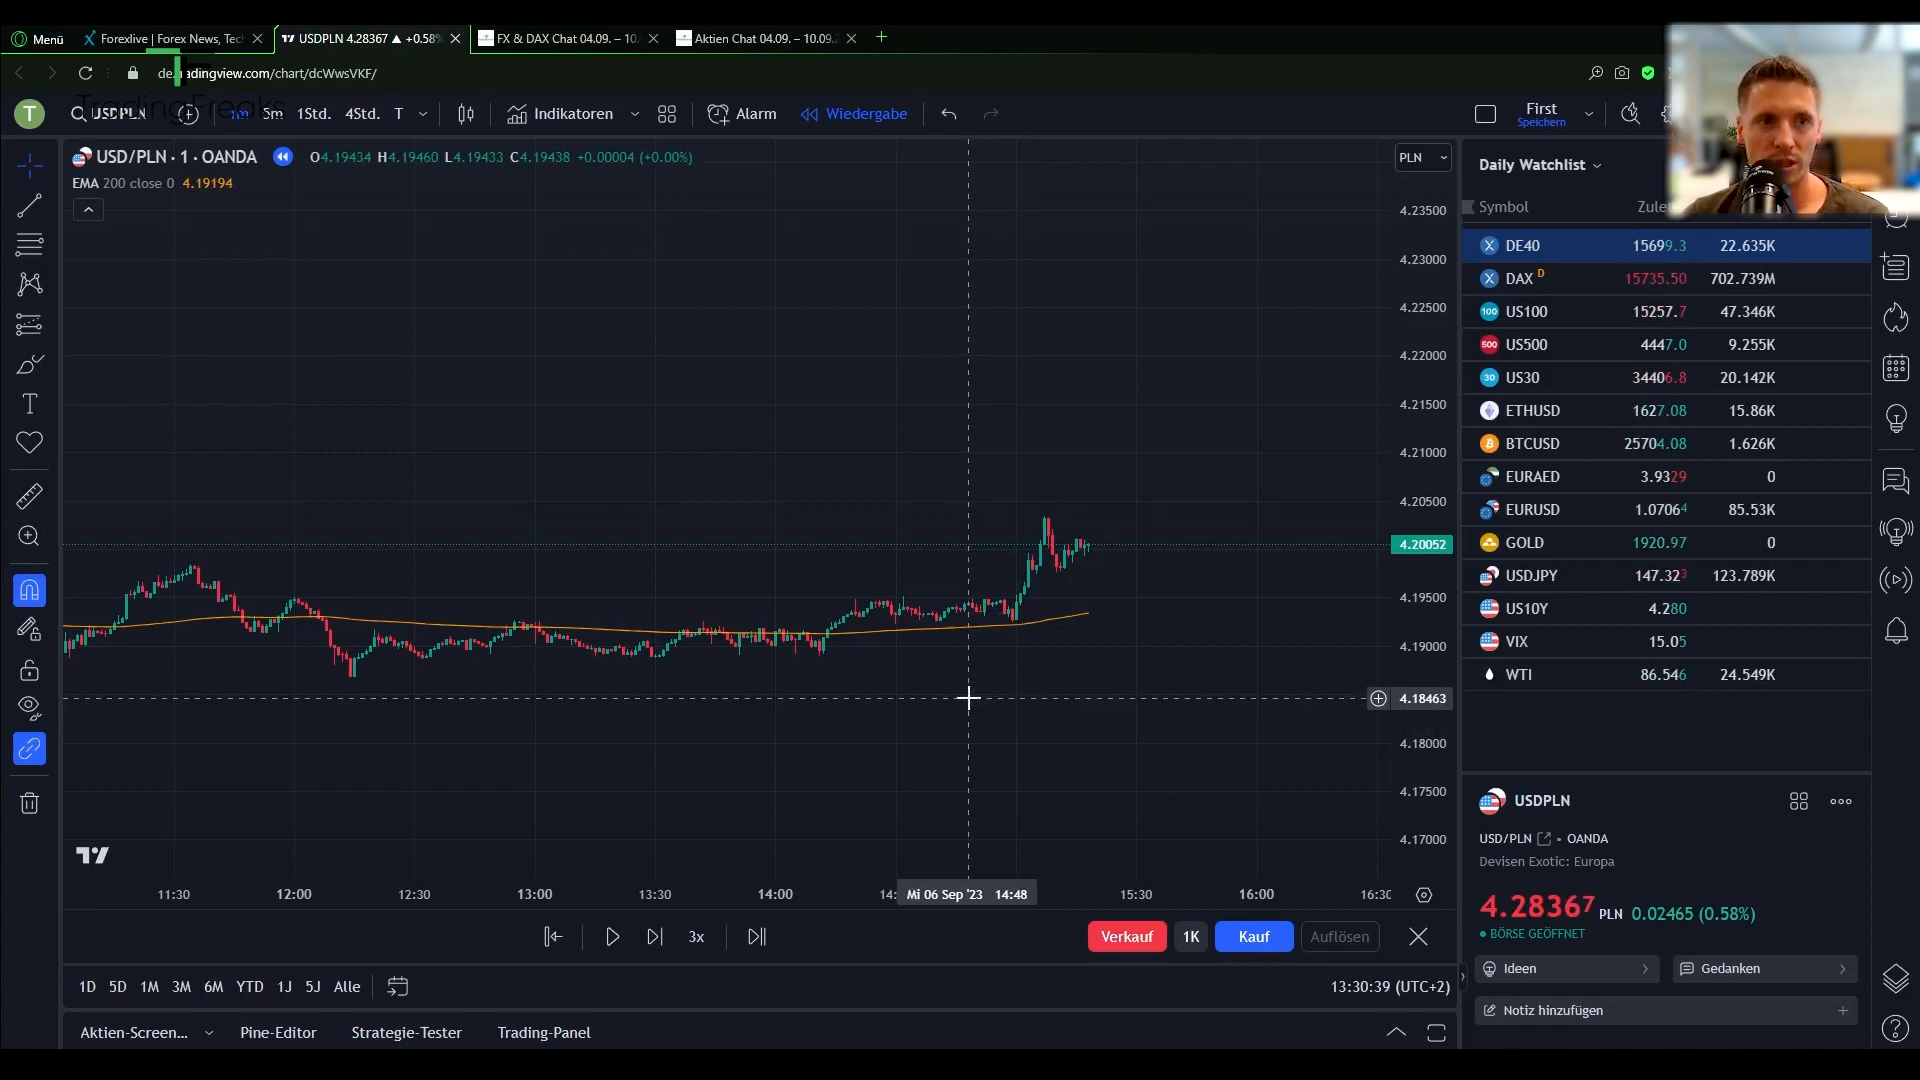 Menü
Forexlive | Forex News, Tec
USDPLN 4.28367 ▲ +0.58%
FX & DAX Chat 04.09. – 10.
Aktien Chat 04.09. – 10.09.
de.tradingview.com/chart/dcWwsVKF/
TradingFreaks
T
USDPLN
1m 5m 1Std. 4Std. T
Indikatoren
Alarm
Wiedergabe
First
Speichern
USD/PLN · 1 · OANDA
O4.19434 H4.19460 L4.19433 C4.19438 +0.00004 (+0.00%)
EMA 200 close 0 4.19194
PLN
4.23500
4.23000
4.22500
4.22000
4.21500
4.21000
4.20500
4.20052
4.19500
4.19000
4.18463
4.18000
4.17500
4.17000
11:30
12:00
12:30
13:00
13:30
14:00
14:
Mi 06 Sep '23 14:48
15:30
16:00
16:30
3x
Verkauf
1K
Kauf
Auflösen
1D 5D 1M 3M 6M YTD 1J 5J Alle
13:30:39 (UTC+2)
Aktien-Screen...
Pine-Editor
Strategie-Tester
Trading-Panel
Daily Watchlist
Symbol
DE40 15699.3 22.635K
DAX D 15735.50 702.739M
100 US100 15257.7 47.346K
500 US500 4447.0 9.255K
30 US30 34406.8 20.142K
ETHUSD 1627.08 15.86K
BTCUSD 25704.08 1.626K
EURAED 3.9329 0
EURUSD 1.07064 85.53K
GOLD 1920.97 0
USDJPY 147.323 123.789K
US10Y 4.280
VIX 15.05
WTI 86.546 24.549K
USDPLN
USD/PLN • OANDA
Devisen Exotic: Europa
4.28367 PLN 0.02465 (0.58%)
BÖRSE GEÖFFNET
Ideen
Gedanken
Notiz hinzufügen